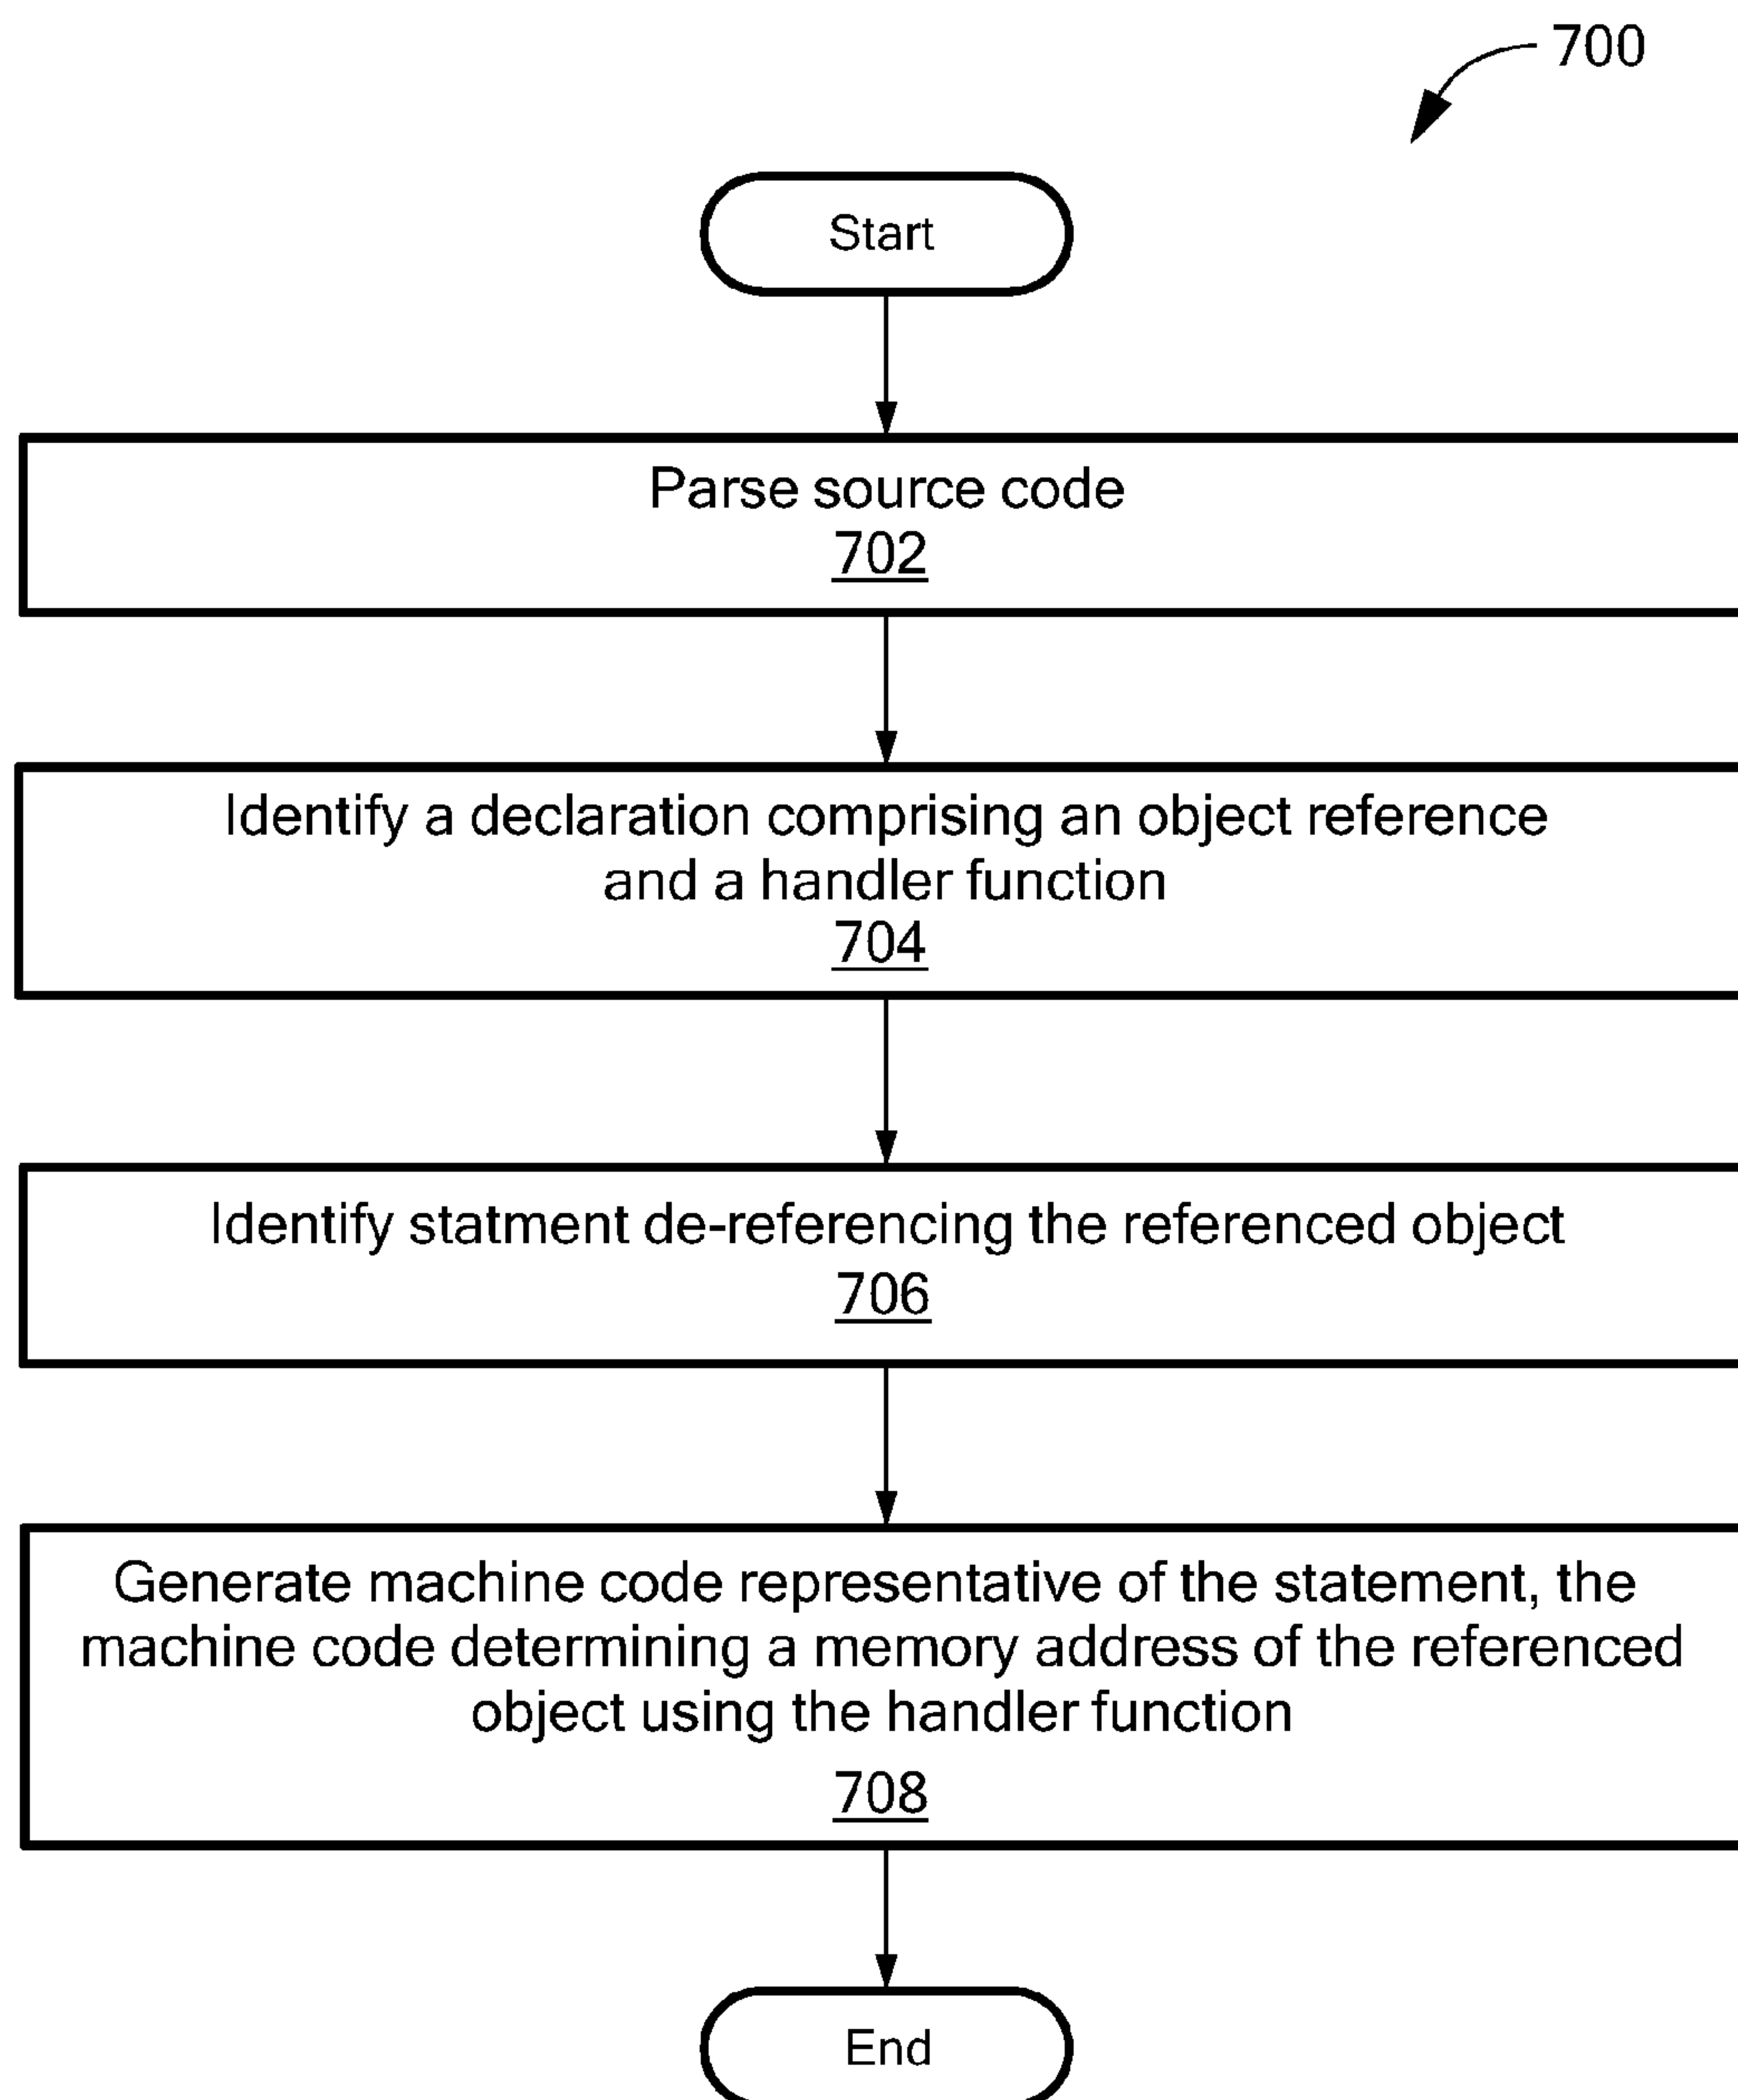 700
Start
Parse source code
702
Identify a declaration comprising an object reference
and a handler function
704
Identify statment de-referencing the referenced object
706
Generate machine code representative of the statement, the
machine code determining a memory address of the referenced
object using the handler function
708
End